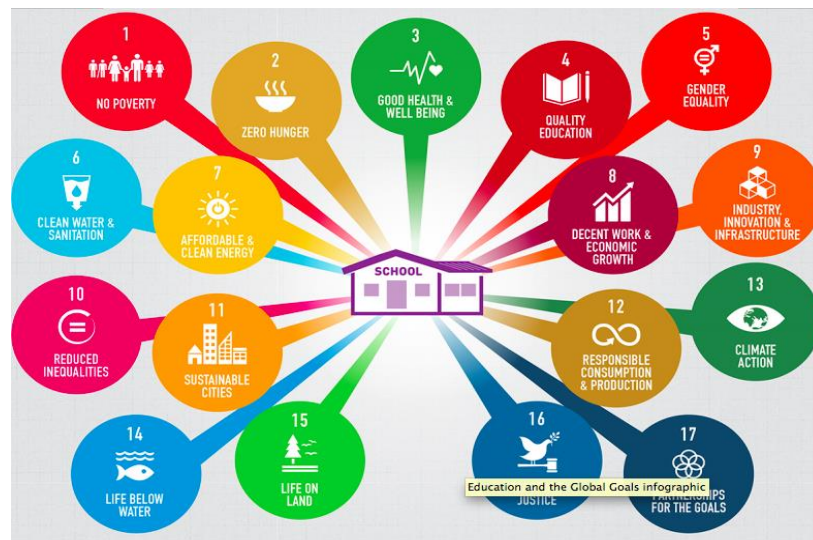 1
NO POVERTY
2
ZERO HUNGER
3
GOOD HEALTH &
WELL BEING
4
QUALITY
EDUCATION
5
GENDER
EQUALITY
6
CLEAN WATER &
SANITATION
7
AFFORDABLE &
CLEAN ENERGY
8
DECENT WORK &
ECONOMIC
GROWTH
9
INDUSTRY,
INNOVATION &
INFRASTRUCTURE
SCHOOL
10
REDUCED
INEQUALITIES
11
SUSTAINABLE
CITIES
12
RESPONSIBLE
CONSUMPTION
& PRODUCTION
13
CLIMATE
ACTION
14
LIFE BELOW
WATER
15
LIFE ON
LAND
16
Education and the Global Goals infographic
JUSTICE
17
PARTNERSHIPS
FOR THE GOALS